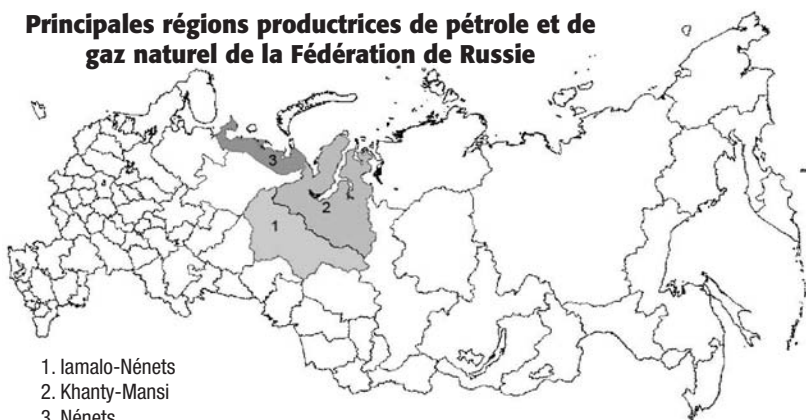 Principales régions productrices de pétrole et de
gaz naturel de la Fédération de Russie
3
2
1
1. Iamalo-Nénets
2. Khanty-Mansi
3. Nénets